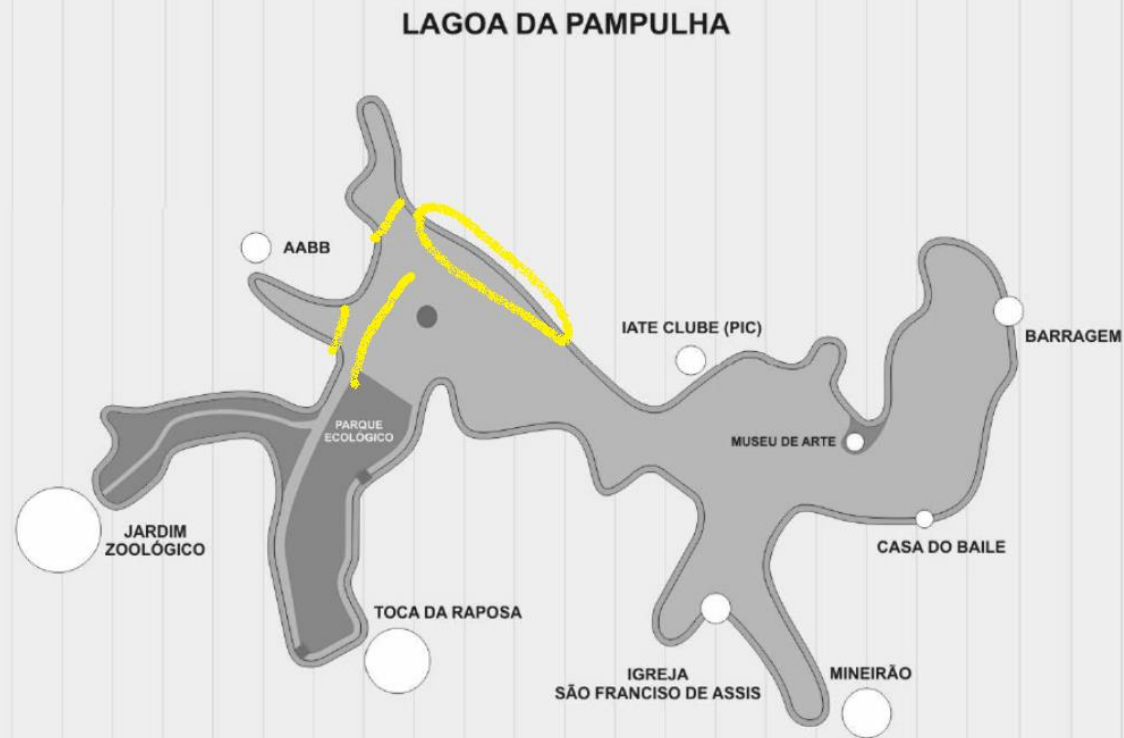 LAGOA DA PAMPULHA
AABB
IATE CLUBE (PIC)
BARRAGEM
PARQUE
ECOLÓGICO
MUSEU DE ARTE
JARDIM
ZOOLÓGICO
CASA DO BAILE
TOCA DA RAPOSA
IGREJA
SÃO FRANCISO DE ASSIS
MINEIRÃO